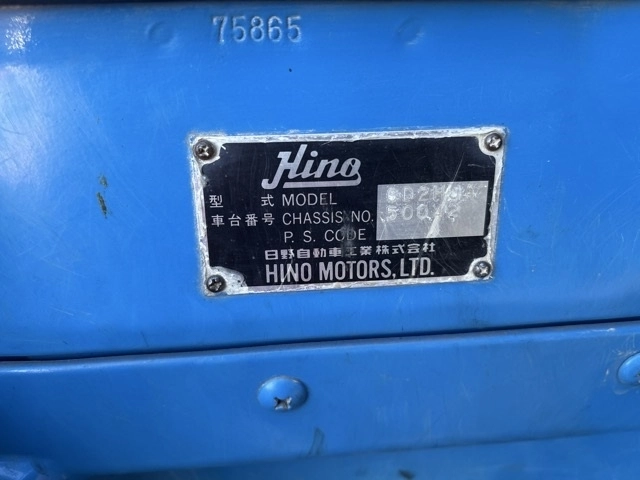 75865
Hino
型 式 MODEL
車台番号 CHASSIS NO.
P. S. CODE
日野自動車工業株式会社
HINO MOTORS, LTD.